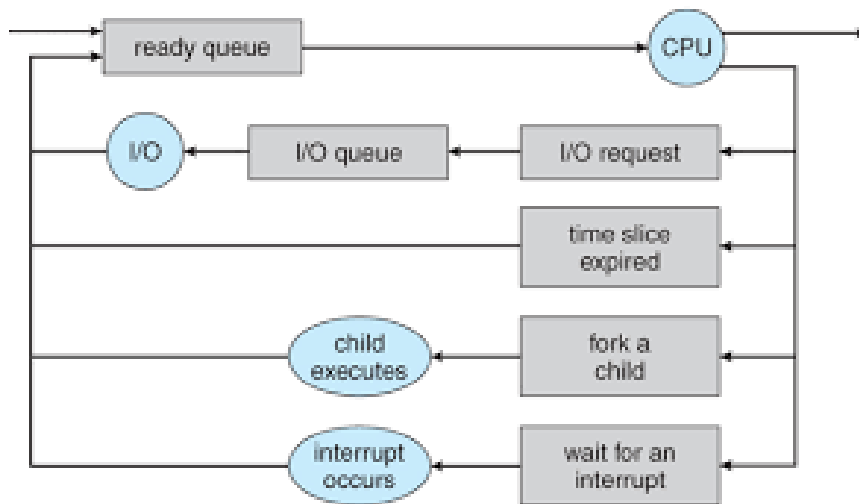 ready queue
CPU
I/O
I/O queue
I/O request
time slice
expired
child
executes
fork a
child
interrupt
occurs
wait for an
interrupt